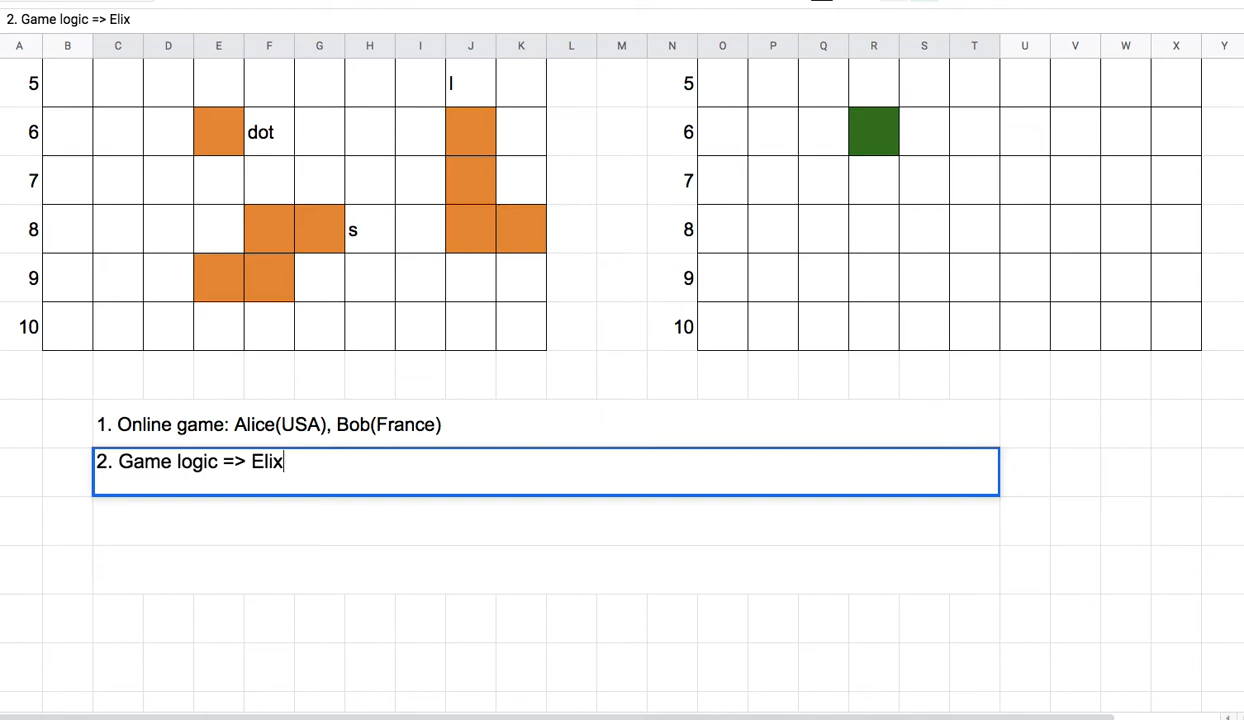 2. Game logic => Elix
A B C D E F G H I J K L M N O P Q R S T U V W X Y
5 l 5
6 dot 6
7 7
8 s 8
9 9
10 10
1. Online game: Alice(USA), Bob(France)
2. Game logic => Elix